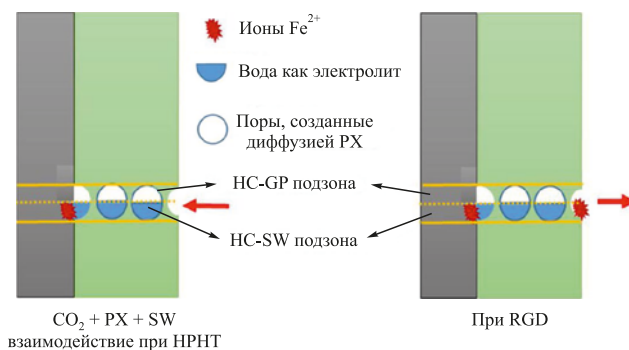 Ионы Fe²⁺
Вода как электролит
Поры, созданные
диффузией PX
HC-GP подзона
HC-SW подзона
CO₂ + PX + SW
взаимодействие при HPHT
При RGD